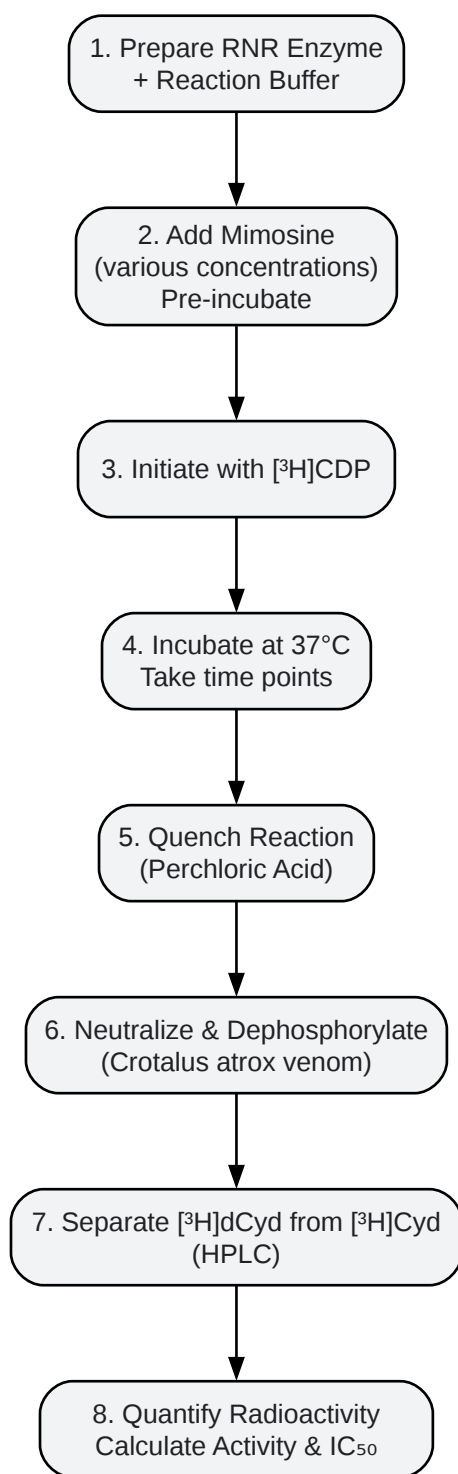 1. Prepare RNR Enzyme
+ Reaction Buffer
2. Add Mimosine
(various concentrations)
Pre-incubate
3. Initiate with [³H]CDP
4. Incubate at 37°C
Take time points
5. Quench Reaction
(Perchloric Acid)
6. Neutralize & Dephosphorylate
(Crotalus atrox venom)
7. Separate [³H]dCyd from [³H]Cyd
(HPLC)
8. Quantify Radioactivity
Calculate Activity & IC₅₀